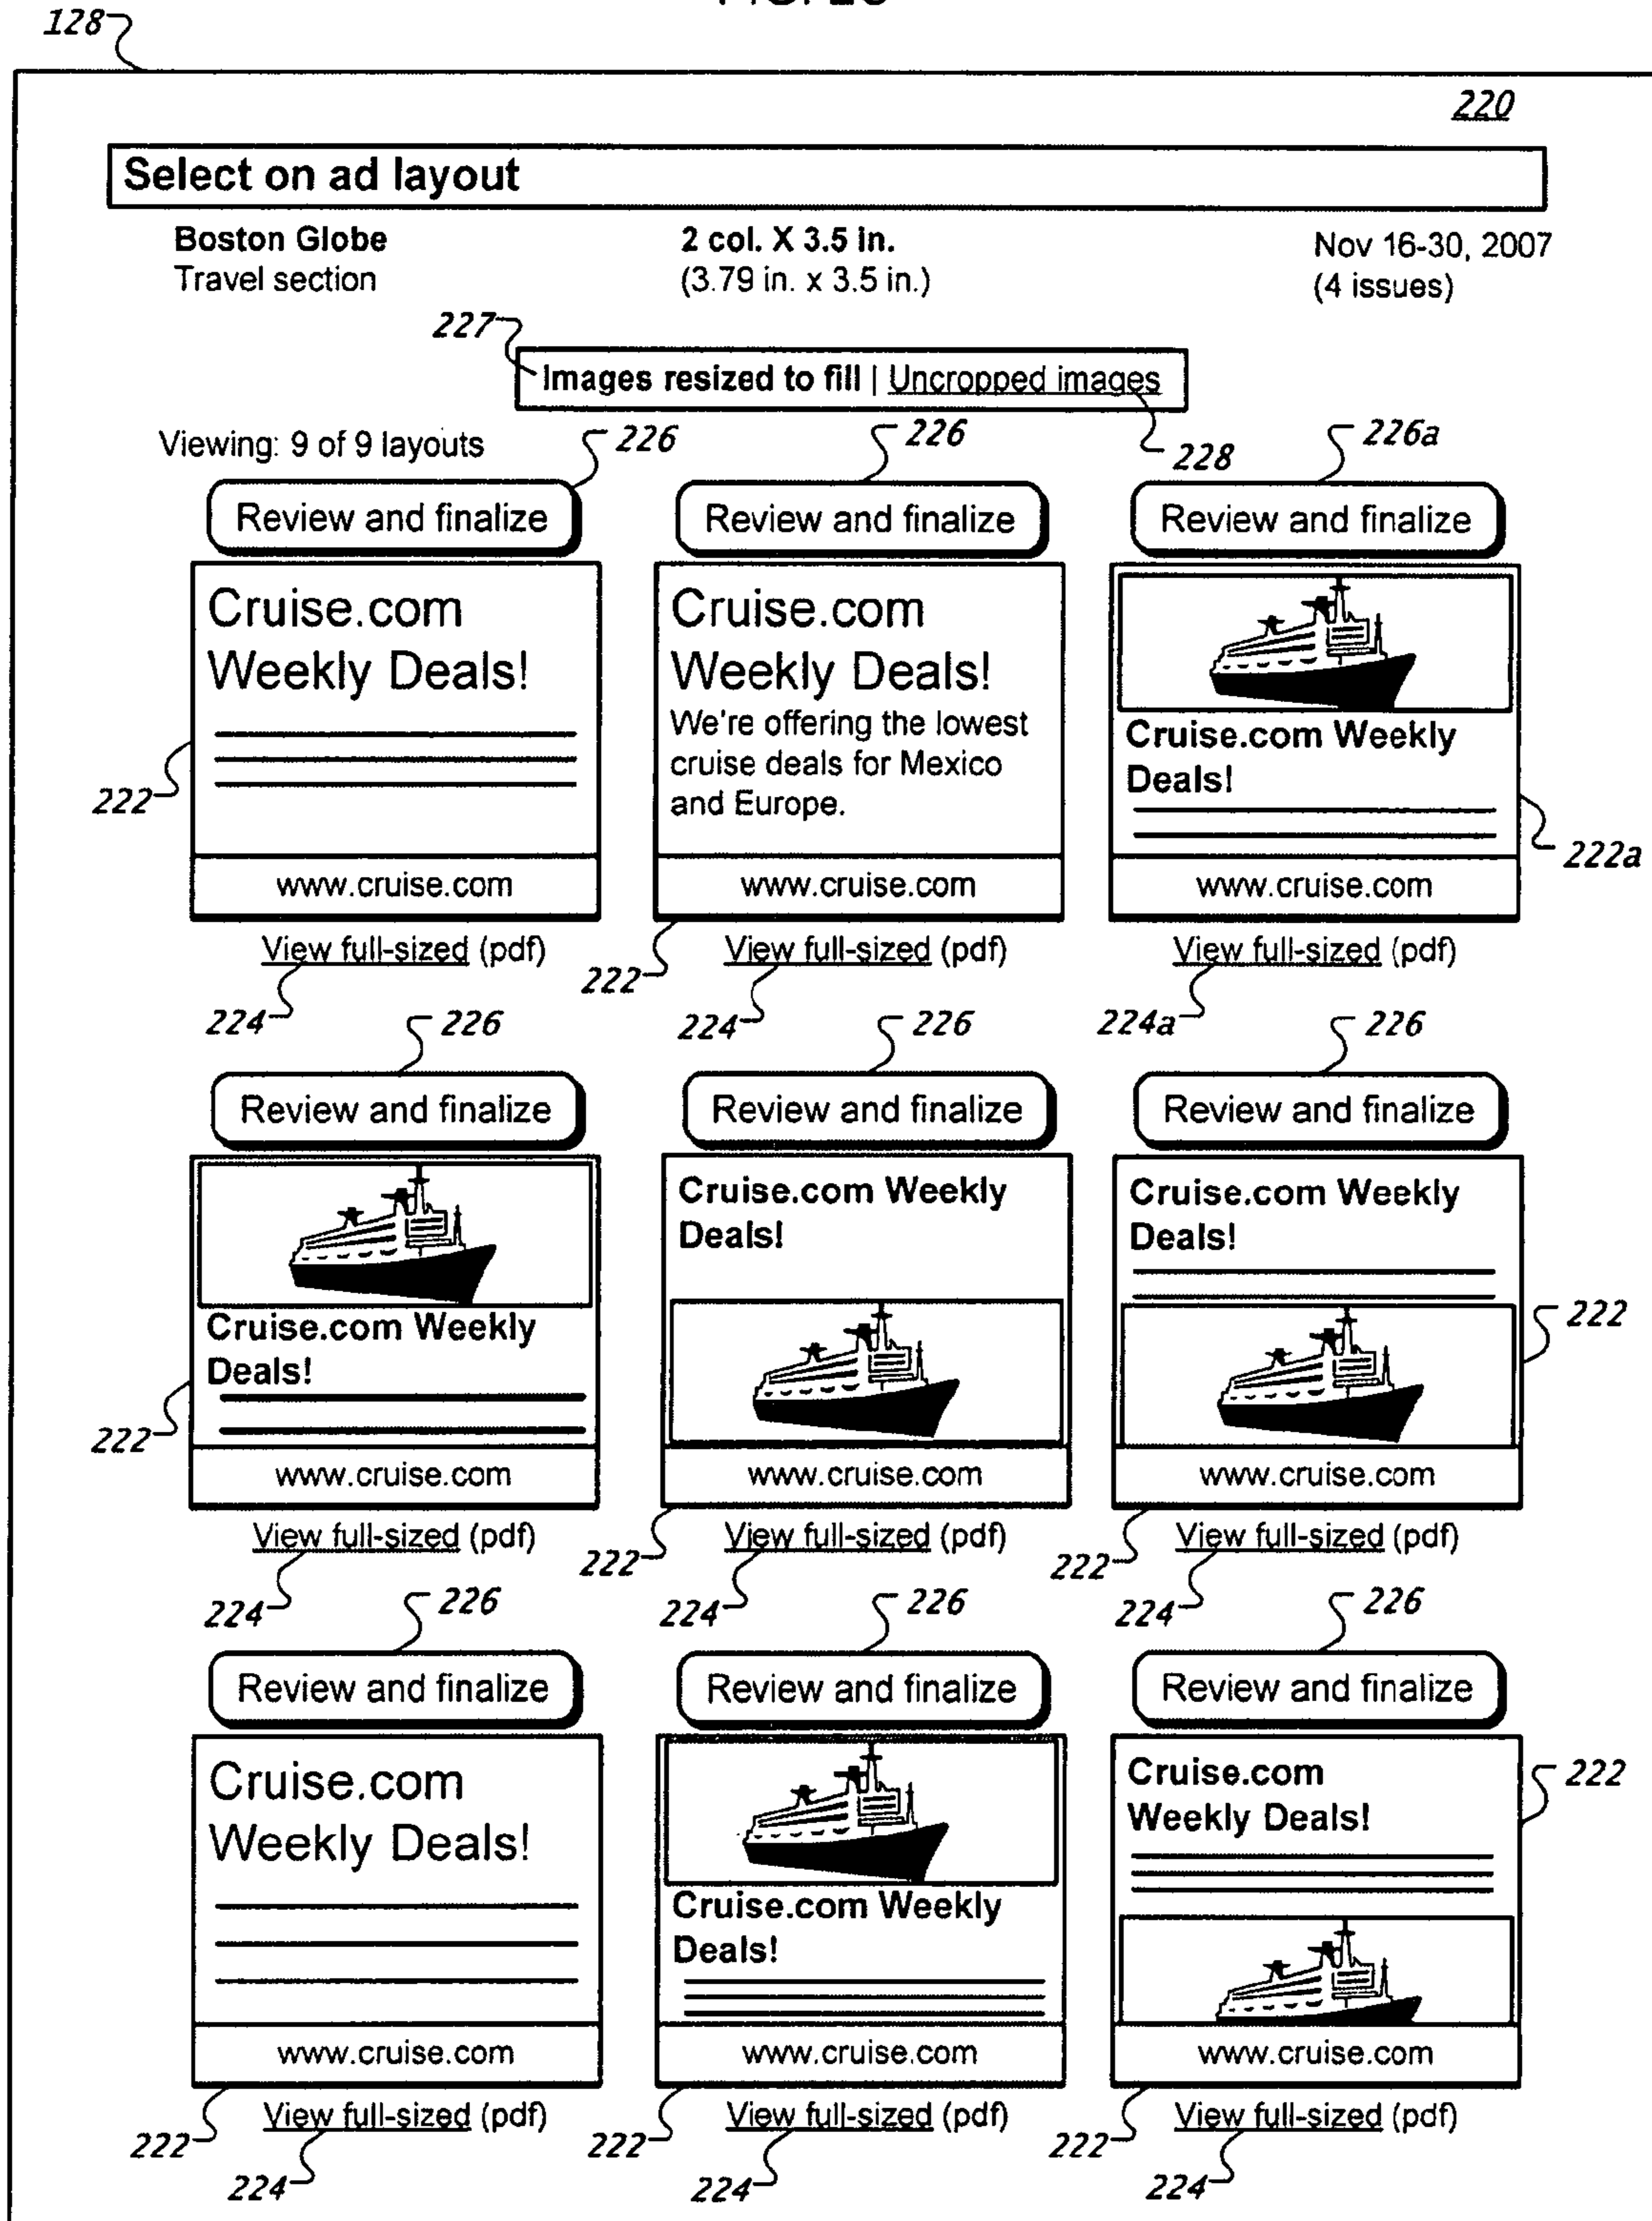 128
220
Select on ad layout
Boston Globe 2 col. X 3.5 in. Nov 16-30, 2007
Travel section (3.79 in. x 3.5 in.) (4 issues)
227
Images resized to fill | Uncropped images
Viewing: 9 of 9 layouts 226 226 228 226a
Review and finalize Review and finalize Review and finalize
Cruise.com
Weekly Deals!
222
www.cruise.com
Cruise.com
Weekly Deals!
We're offering the lowest
cruise deals for Mexico
and Europe.
www.cruise.com
Cruise.com Weekly
Deals!
222a
www.cruise.com
View full-sized (pdf) 222 View full-sized (pdf) View full-sized (pdf)
224 226 224 226 224a 226
Review and finalize Review and finalize Review and finalize
Cruise.com Weekly
Deals!
222
www.cruise.com
Cruise.com Weekly
Deals!
www.cruise.com
Cruise.com Weekly
Deals!
222
www.cruise.com
View full-sized (pdf) 222 View full-sized (pdf) 222 View full-sized (pdf)
224 226 224 226 224 226
Review and finalize Review and finalize Review and finalize
Cruise.com
Weekly Deals!
www.cruise.com
Cruise.com Weekly
Deals!
www.cruise.com
Cruise.com
Weekly Deals!
222
www.cruise.com
222 View full-sized (pdf) 222 View full-sized (pdf) 222 View full-sized (pdf)
224 224 224